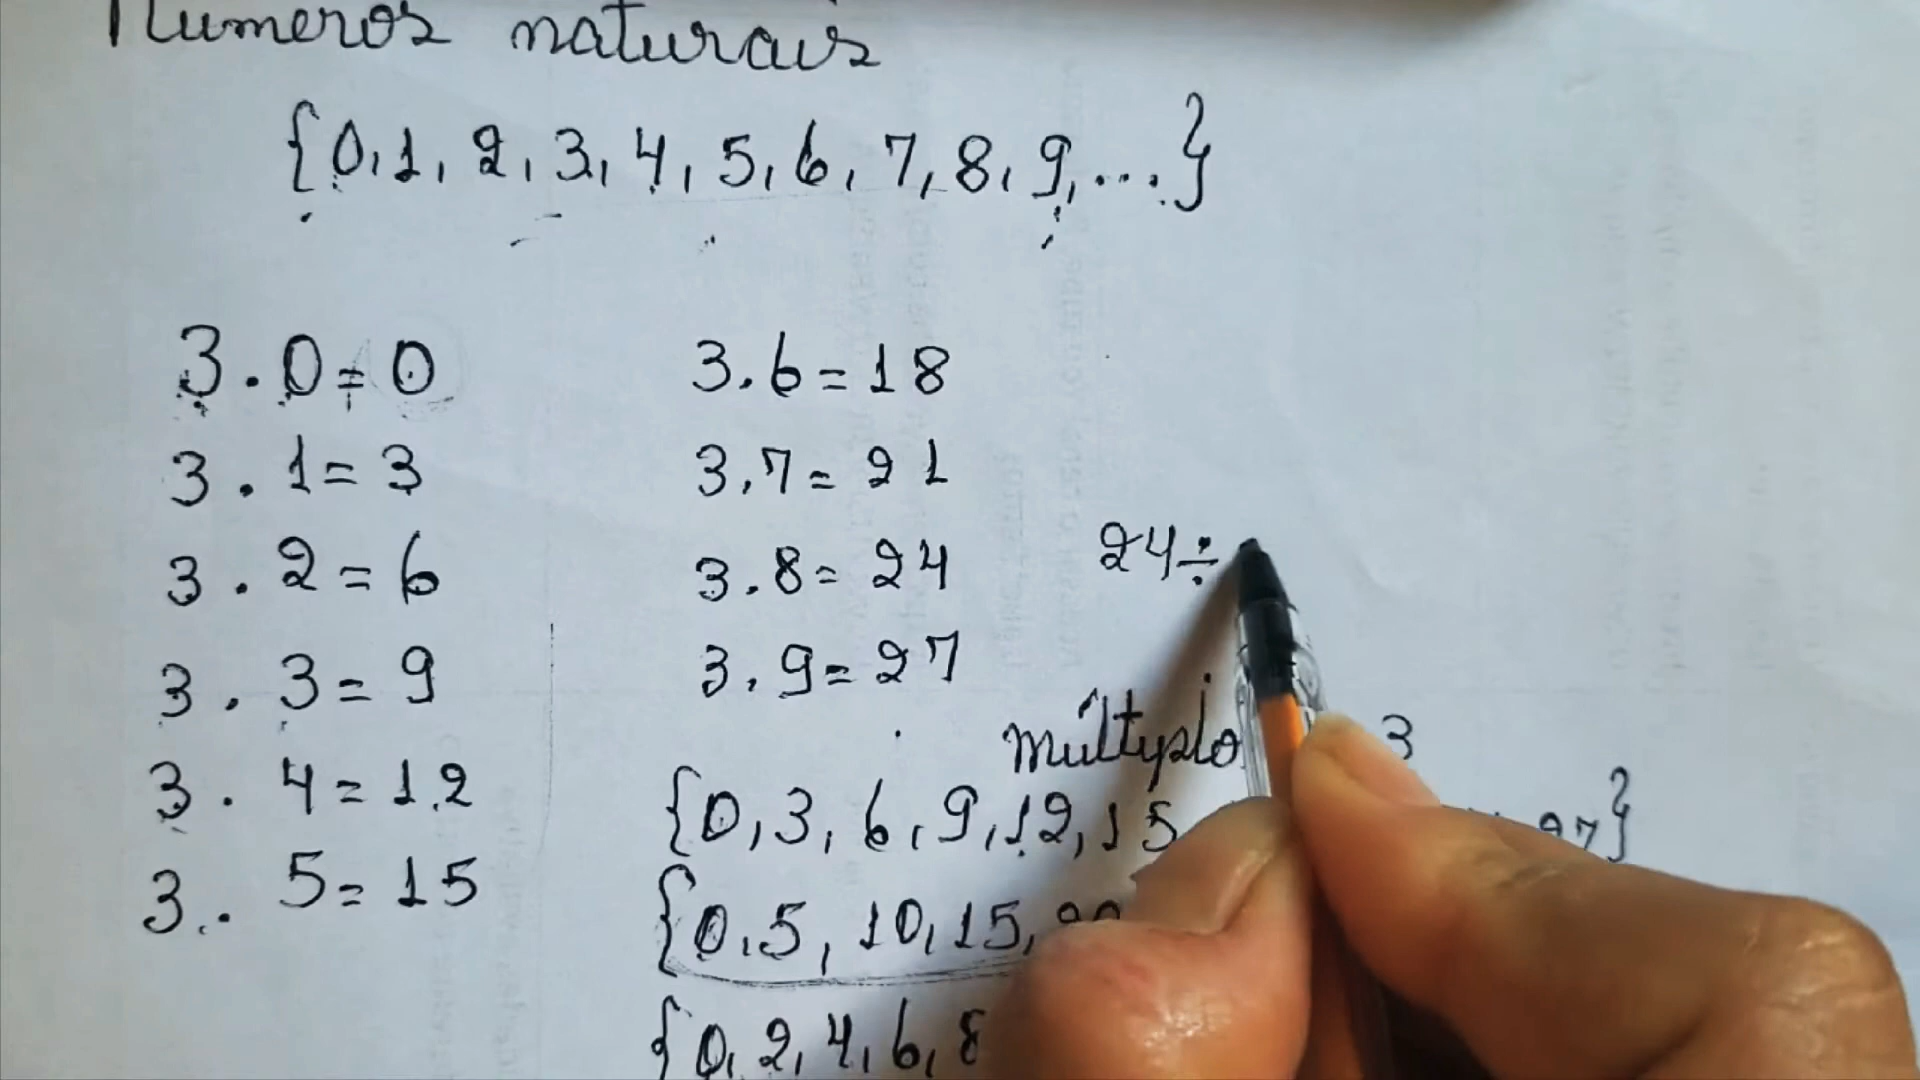 Números naturais
{0,1, 2, 3, 4, 5, 6, 7, 8, 9, ...}
3 . 0 = 0
3 . 1 = 3
3 . 2 = 6
3 . 3 = 9
3 . 4 = 12
3 . 5 = 15
3 . 6 = 18
3 . 7 = 21
3 . 8 = 24
3 . 9 = 27
24 ÷
3
{0, 3, 6, 9, 12, 15 27}
{0, 5, 10, 15,
{0, 2, 4, 6, 8